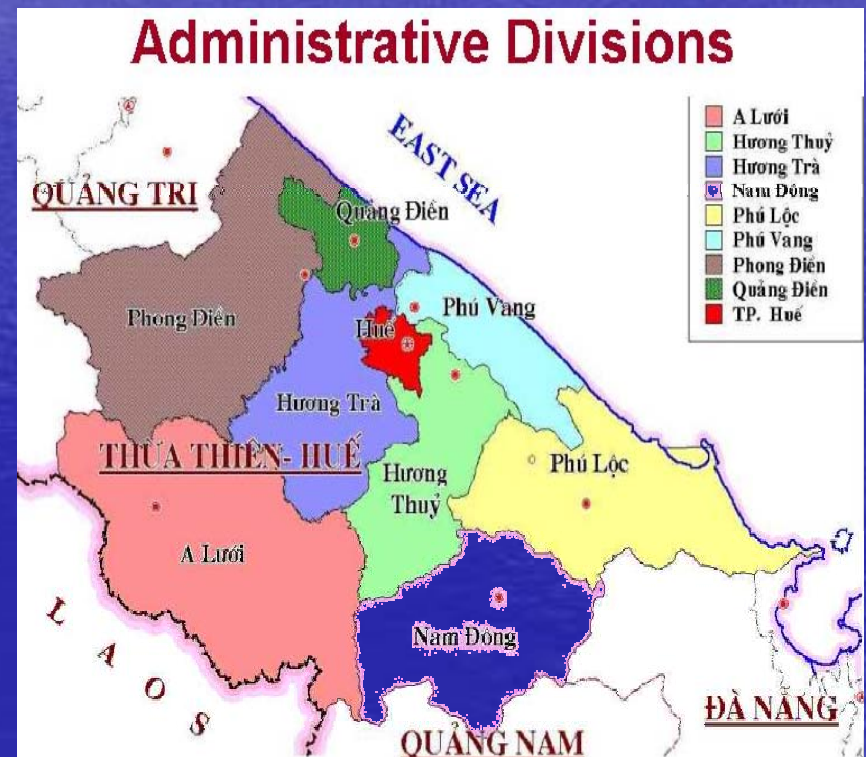 Administrative Divisions
EAST SEA
QUẢNG TRI
Quảng Điền
Phong Điền
Phú Vang
Huế
Hương Trà
THỪA THIÊN- HUẾ
Hương
Thuỷ
Phú Lộc
A Lưới
Nam Đông
LAOS
ĐÀ NẴNG
QUẢNG NAM
A Lưới
Hương Thuỷ
Hương Trà
Nam Đông
Phú Lộc
Phú Vang
Phong Điền
Quảng Điền
TP. Huế